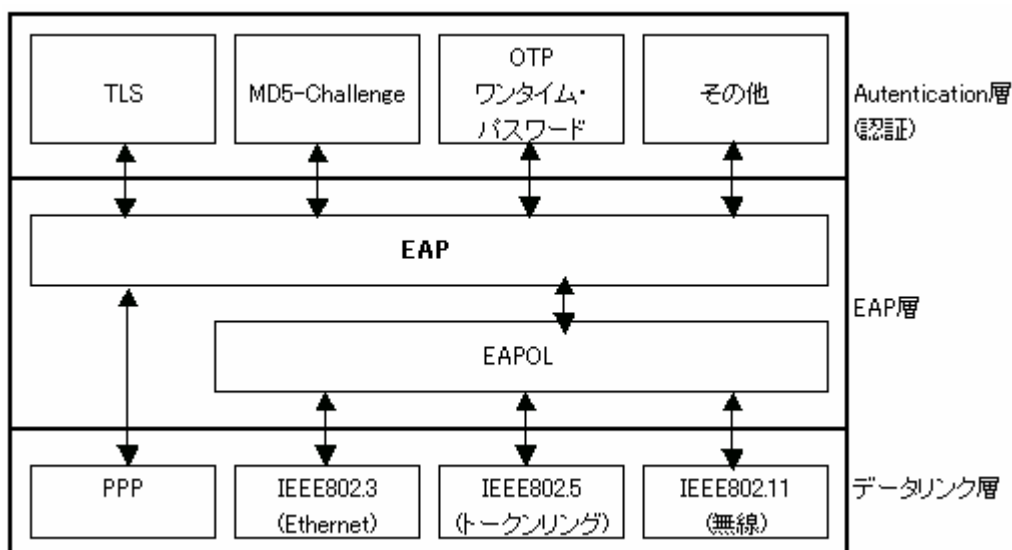 TLS
MD5-Challenge
OTP
ワンタイム・
パスワード
その他
Autentication層
(認証)
EAP
EAPOL
EAP層
PPP
IEEE802.3
(Ethernet)
IEEE802.5
(トークンリング)
IEEE802.11
(無線)
データリンク層